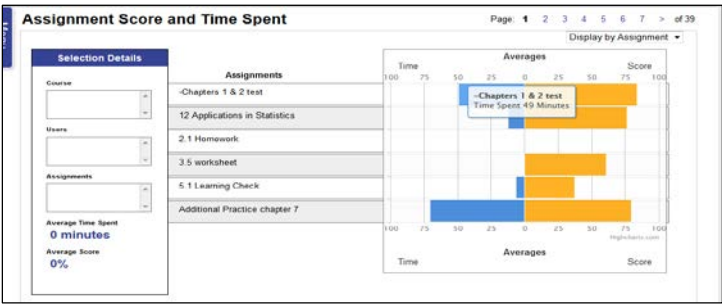 Assignment Score and Time Spent
Page: 1 2 3 4 5 6 7 > of 39
Display by Assignment
Selection Details
Course
Users
Assignments
Average Time Spent
0 minutes
Average Score
0%
Assignments
-Chapters 1 & 2 test
12 Applications in Statistics
2.1 Homework
3.5 worksheet
5.1 Learning Check
Additional Practice chapter 7
Averages
Time Score
100 75 50 25 0 25 50 75 100
-Chapters 1 & 2 test
Time Spent 49 Minutes
100 75 50 25 0 25 50 75 100
Highcharts.com
Averages
Time Score